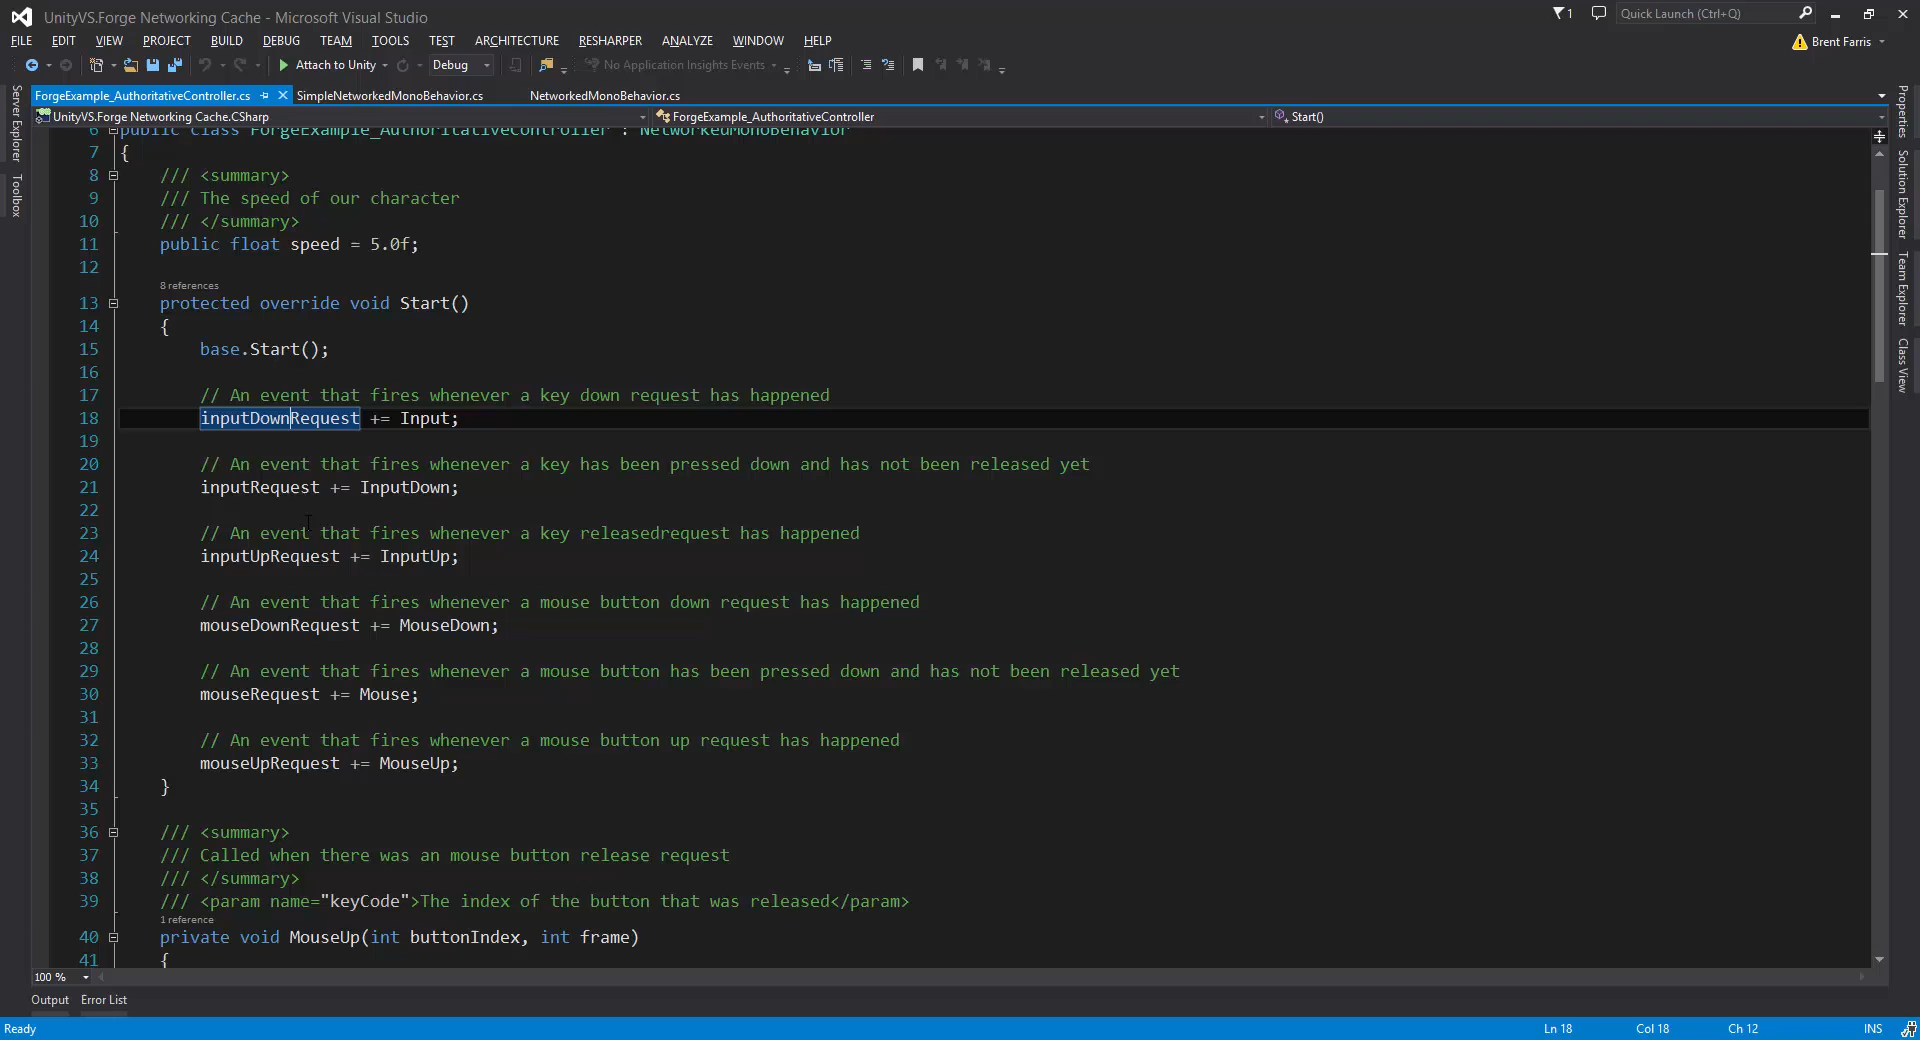 UnityVS.Forge Networking Cache - Microsoft Visual Studio
1
Quick Launch (Ctrl+Q)
FILE EDIT VIEW PROJECT BUILD DEBUG TEAM TOOLS TEST ARCHITECTURE RESHARPER ANALYZE WINDOW HELP
Brent Farris
Attach to Unity
Debug
No Application Insights Events
ForgeExample_AuthoritativeController.cs
SimpleNetworkedMonoBehavior.cs
NetworkedMonoBehavior.cs
UnityVS.Forge Networking Cache.CSharp
ForgeExample_AuthoritativeController
Start()
Server Explorer
Toolbox
Properties
Solution Explorer
Team Explorer
Class View
6 public class ForgeExample_AuthoritativeController : NetworkedMonoBehavior
7 {
8 /// <summary>
9 /// The speed of our character
10 /// </summary>
11 public float speed = 5.0f;
12
8 references
13 protected override void Start()
14 {
15 base.Start();
16
17 // An event that fires whenever a key down request has happened
18 inputDownRequest += Input;
19
20 // An event that fires whenever a key has been pressed down and has not been released yet
21 inputRequest += InputDown;
22
23 // An event that fires whenever a key releasedrequest has happened
24 inputUpRequest += InputUp;
25
26 // An event that fires whenever a mouse button down request has happened
27 mouseDownRequest += MouseDown;
28
29 // An event that fires whenever a mouse button has been pressed down and has not been released yet
30 mouseRequest += Mouse;
31
32 // An event that fires whenever a mouse button up request has happened
33 mouseUpRequest += MouseUp;
34 }
35
36 /// <summary>
37 /// Called when there was an mouse button release request
38 /// </summary>
39 /// <param name="keyCode">The index of the button that was released</param>
1 reference
40 private void MouseUp(int buttonIndex, int frame)
41 {
100 %
Output Error List
Ready
Ln 18
Col 18
Ch 12
INS